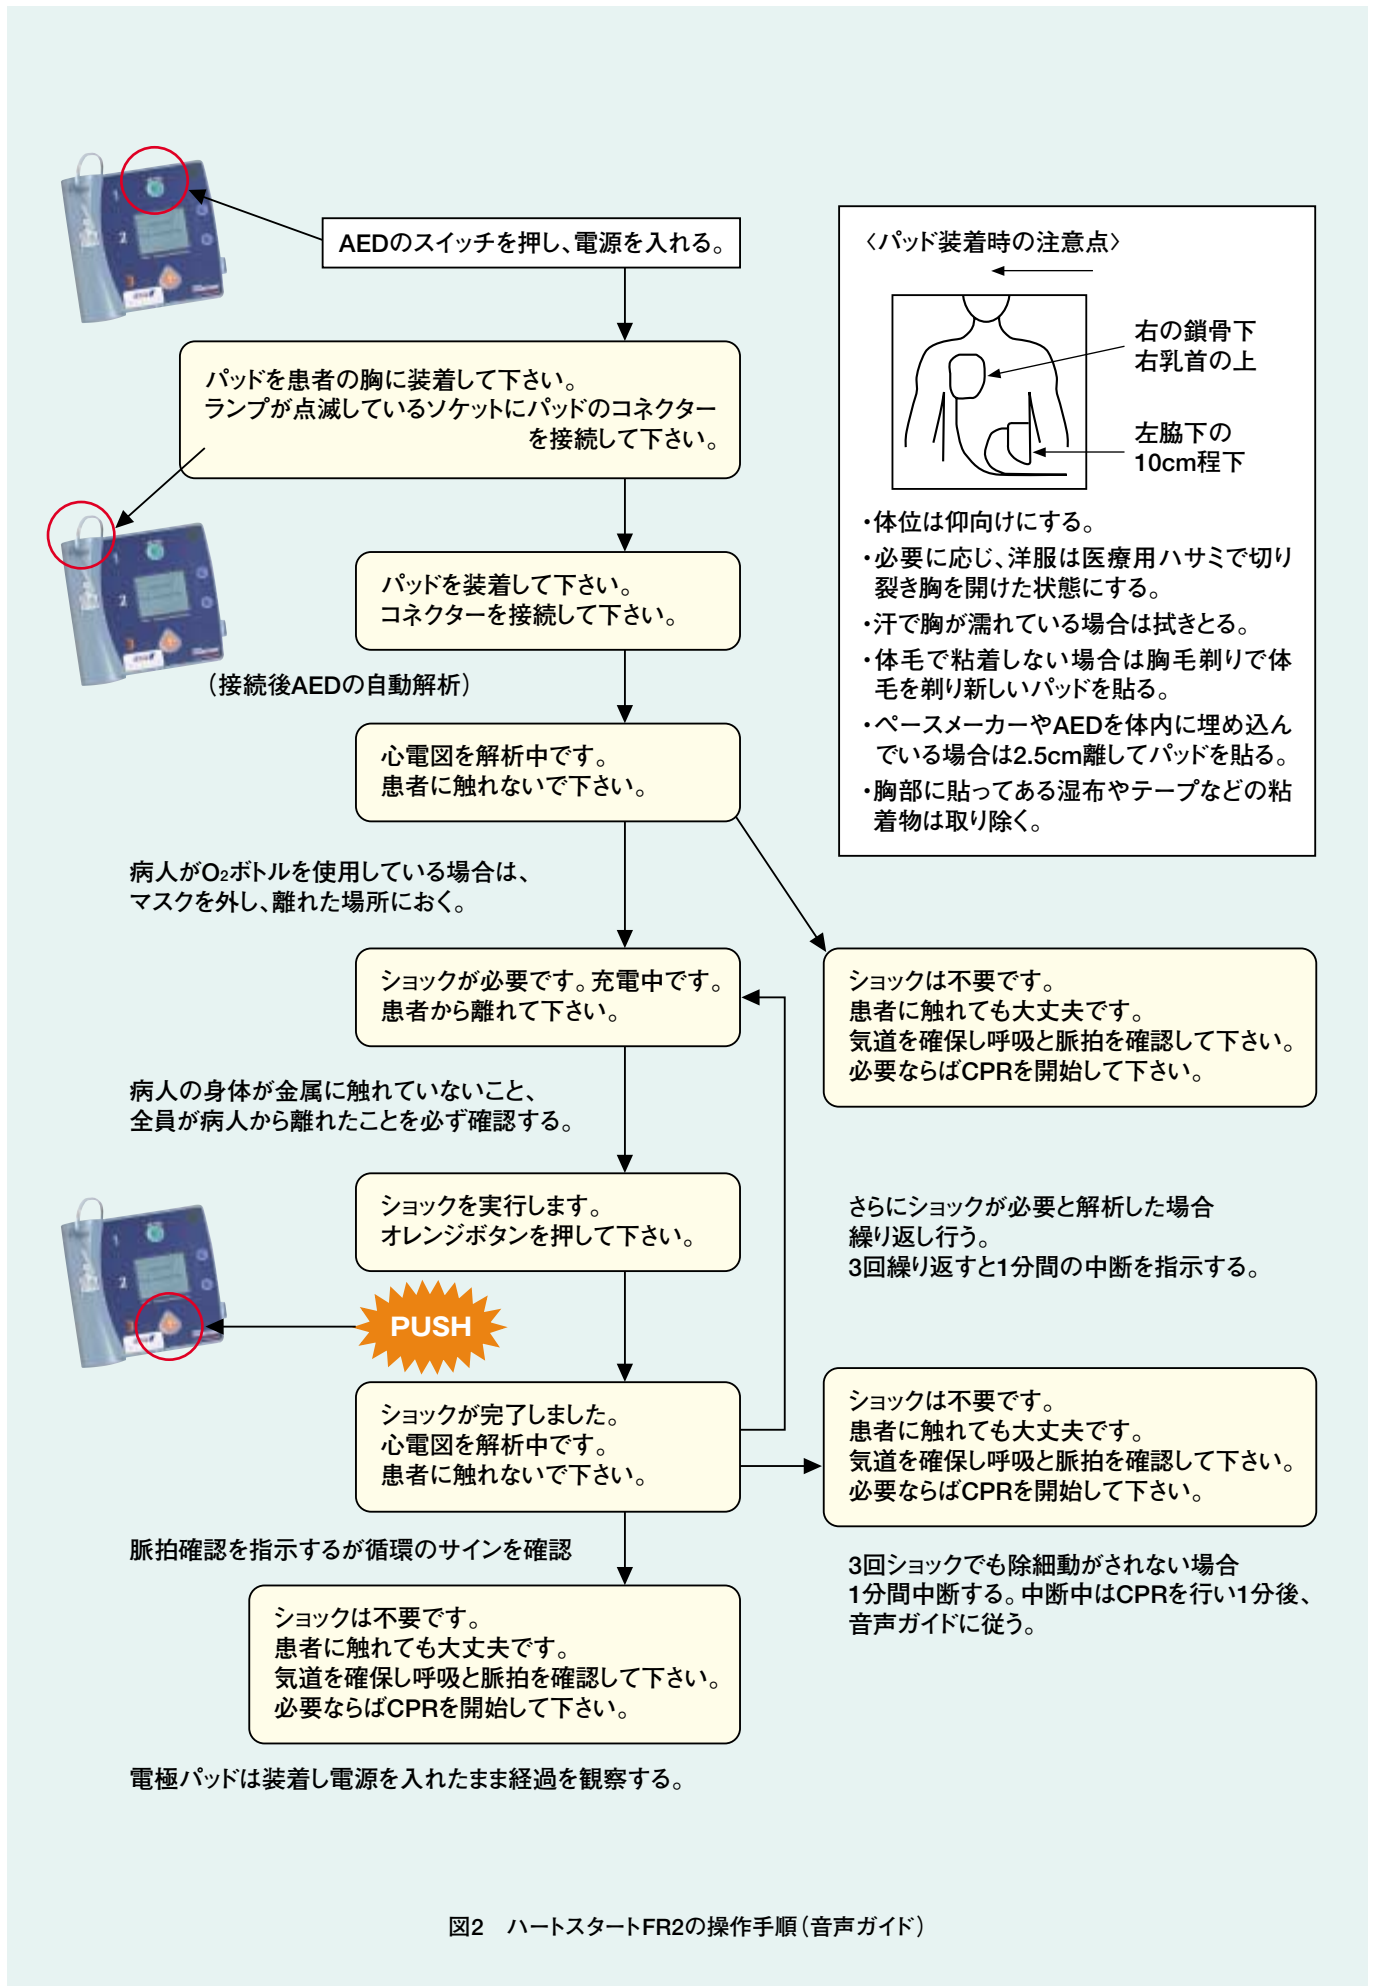 AEDのスイッチを押し、電源を入れる。
パッドを患者の胸に装着して下さい。
ランプが点滅しているソケットにパッドのコネクター
を接続して下さい。
パッドを装着して下さい。
コネクターを接続して下さい。
（接続後AEDの自動解析）
心電図を解析中です。
患者に触れないで下さい。
病人がO₂ボトルを使用している場合は、
マスクを外し、離れた場所におく。
ショックが必要です。充電中です。
患者から離れて下さい。
病人の身体が金属に触れていないこと、
全員が病人から離れたことを必ず確認する。
ショックを実行します。
オレンジボタンを押して下さい。
PUSH
ショックが完了しました。
心電図を解析中です。
患者に触れないで下さい。
脈拍確認を指示するが循環のサインを確認
ショックは不要です。
患者に触れても大丈夫です。
気道を確保し呼吸と脈拍を確認して下さい。
必要ならばCPRを開始して下さい。
電極パッドは装着し電源を入れたまま経過を観察する。
〈パッド装着時の注意点〉
右の鎖骨下
右乳首の上
左脇下の
10cm程下
・体位は仰向けにする。
・必要に応じ、洋服は医療用ハサミで切り
裂き胸を開けた状態にする。
・汗で胸が濡れている場合は拭きとる。
・体毛で粘着しない場合は胸毛剃りで体
毛を剃り新しいパッドを貼る。
・ペースメーカーやAEDを体内に埋め込ん
でいる場合は2.5cm離してパッドを貼る。
・胸部に貼ってある湿布やテープなどの粘
着物は取り除く。
ショックは不要です。
患者に触れても大丈夫です。
気道を確保し呼吸と脈拍を確認して下さい。
必要ならばCPRを開始して下さい。
さらにショックが必要と解析した場合
繰り返し行う。
3回繰り返すと1分間の中断を指示する。
ショックは不要です。
患者に触れても大丈夫です。
気道を確保し呼吸と脈拍を確認して下さい。
必要ならばCPRを開始して下さい。
3回ショックでも除細動がされない場合
1分間中断する。中断中はCPRを行い1分後、
音声ガイドに従う。
図2　ハートスタートFR2の操作手順（音声ガイド）
1
2
3
1
2
3
1
2
3